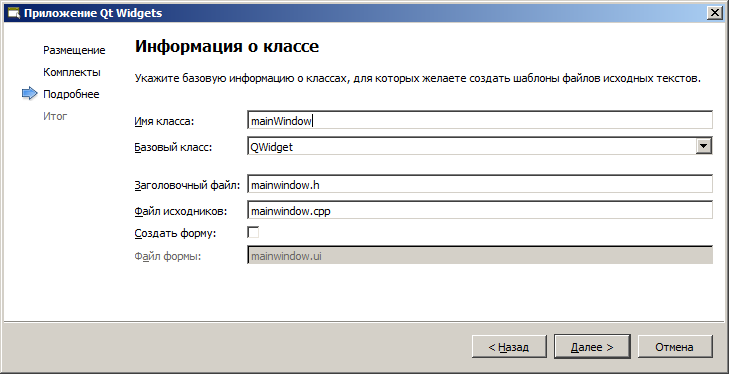 Приложение Qt Widgets
Размещение
Комплекты
Подробнее
Итог
Информация о классе
Укажите базовую информацию о классах, для которых желаете создать шаблоны файлов исходных текстов.
Имя класса: mainWindow
Базовый класс: QWidget
Заголовочный файл: mainwindow.h
Файл исходников: mainwindow.cpp
Создать форму:
Файл формы: mainwindow.ui
< Назад Далее > Отмена